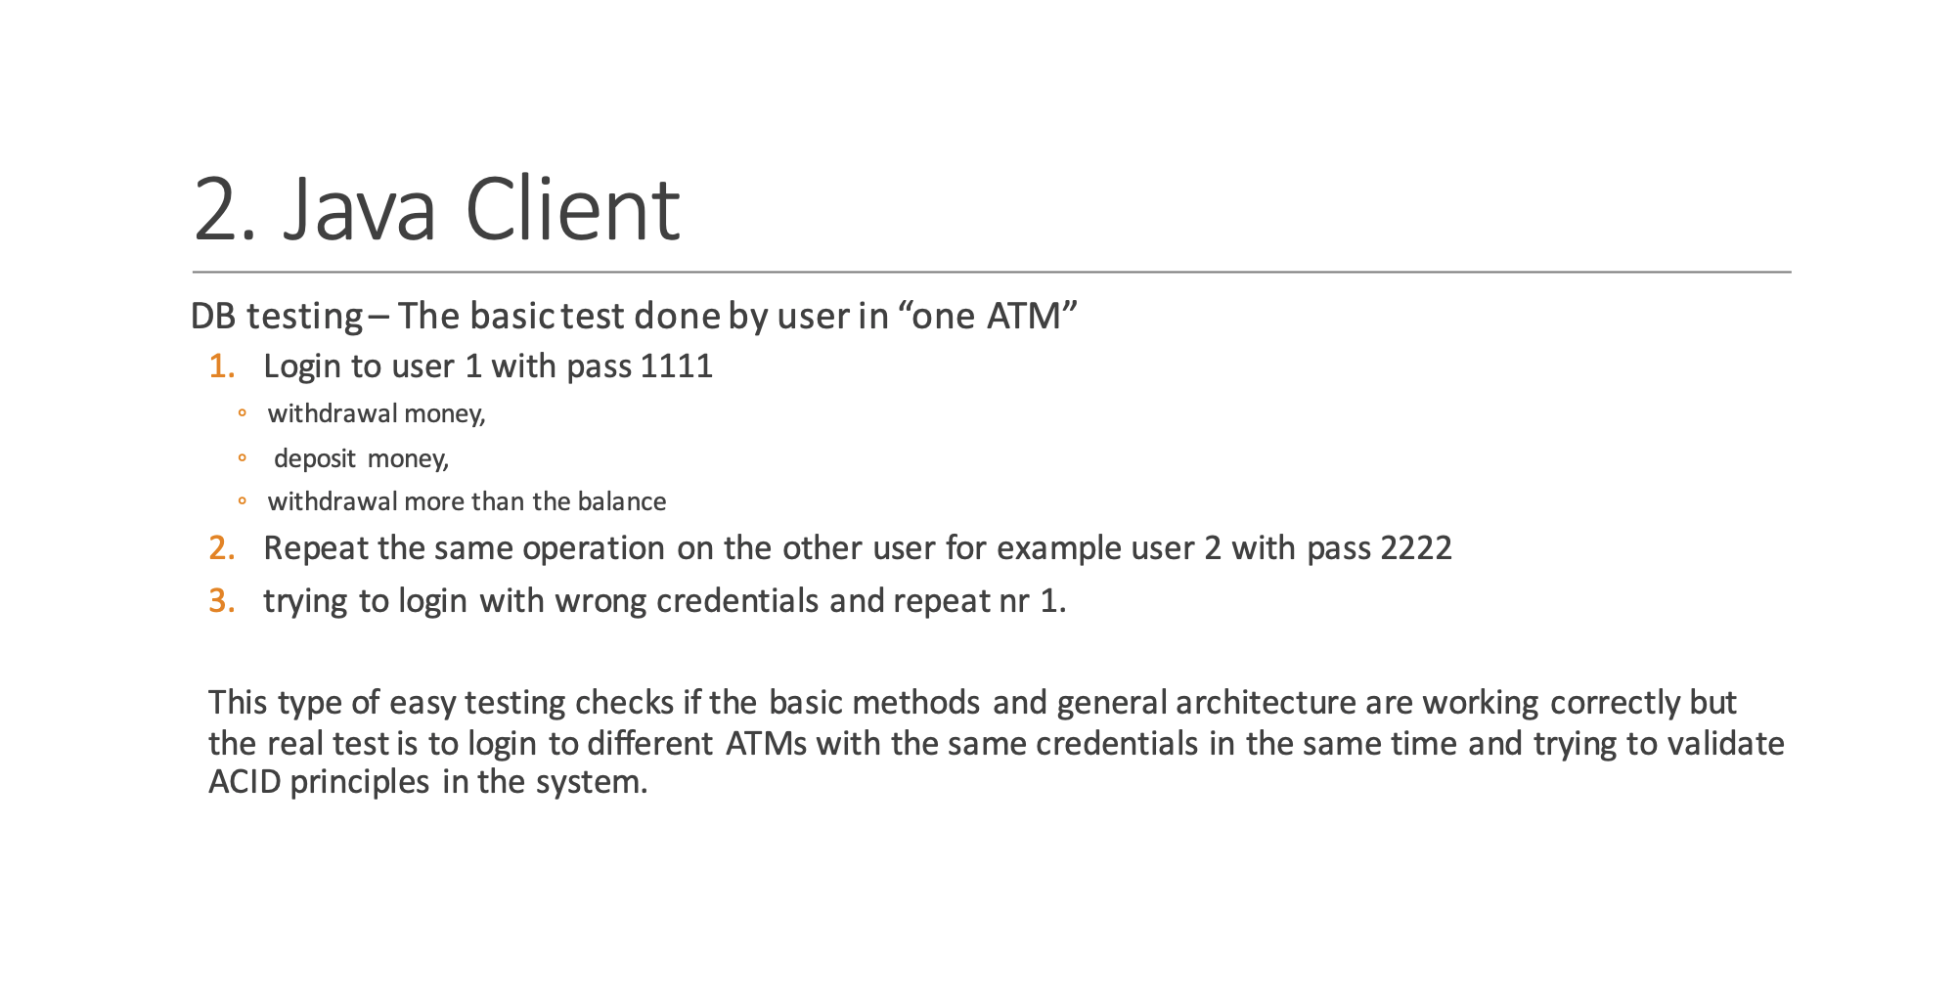 2. Java Client
DB testing – The basic test done by user in “one ATM”
1. Login to user 1 with pass 1111
◦ withdrawal money,
◦ deposit money,
◦ withdrawal more than the balance
2. Repeat the same operation on the other user for example user 2 with pass 2222
3. trying to login with wrong credentials and repeat nr 1.
This type of easy testing checks if the basic methods and general architecture are working correctly but
the real test is to login to different ATMs with the same credentials in the same time and trying to validate
ACID principles in the system.